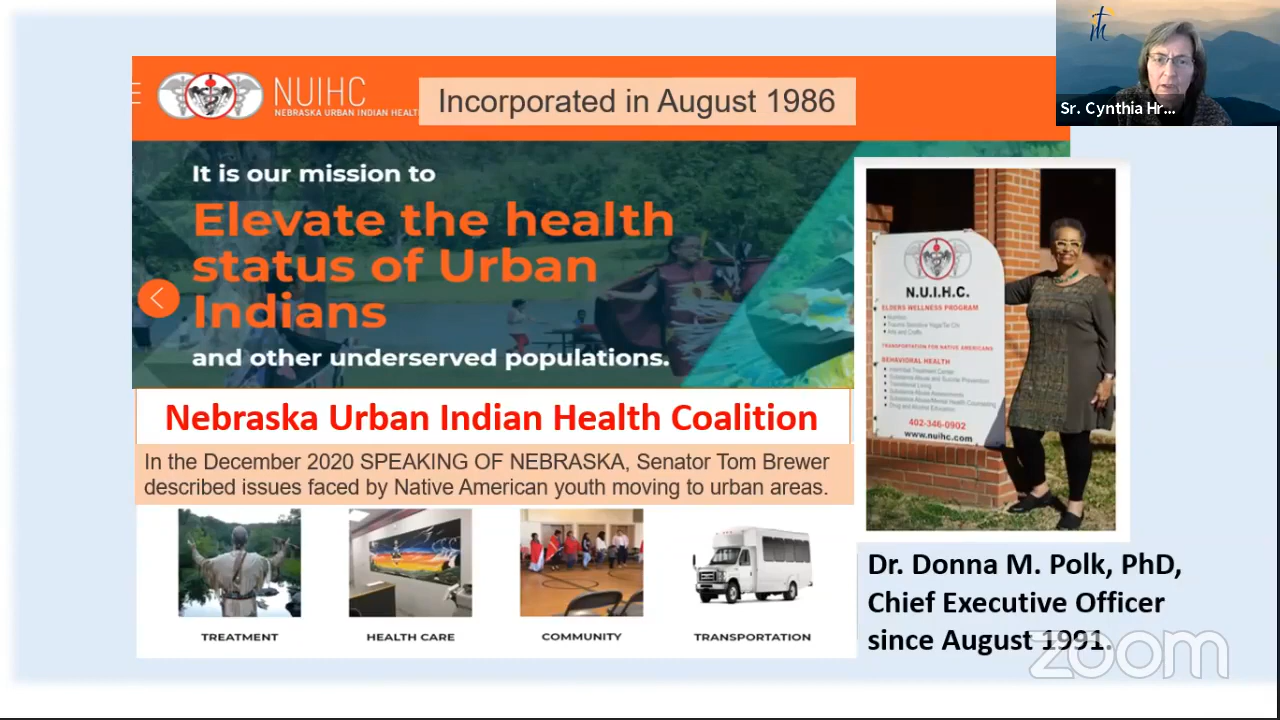 NUIHC
NEBRASKA URBAN INDIAN HEALT
Incorporated in August 1986
Sr. Cynthia Hr...
It is our mission to
Elevate the health
status of Urban
Indians
and other underserved populations.
Nebraska Urban Indian Health Coalition
In the December 2020 SPEAKING OF NEBRASKA, Senator Tom Brewer
described issues faced by Native American youth moving to urban areas.
TREATMENT
HEALTH CARE
COMMUNITY
TRANSPORTATION
N.U.I.H.C.
ELDERS WELLNESS PROGRAM
Nutrition
Trauma Sensitive Yoga/Tai Chi
Arts and Crafts
TRANSPORTATION FOR NATIVE AMERICANS
BEHAVIORAL HEALTH
Intertribal Treatment Center
Substance Abuse and Suicide Prevention
Transitional Living
Substance Abuse Assessments
Substance Abuse/Mental Health Counseling
Drug and Alcohol Education
402-346-0902
www.nuihc.com
Dr. Donna M. Polk, PhD,
Chief Executive Officer
since August 1991.
zoom